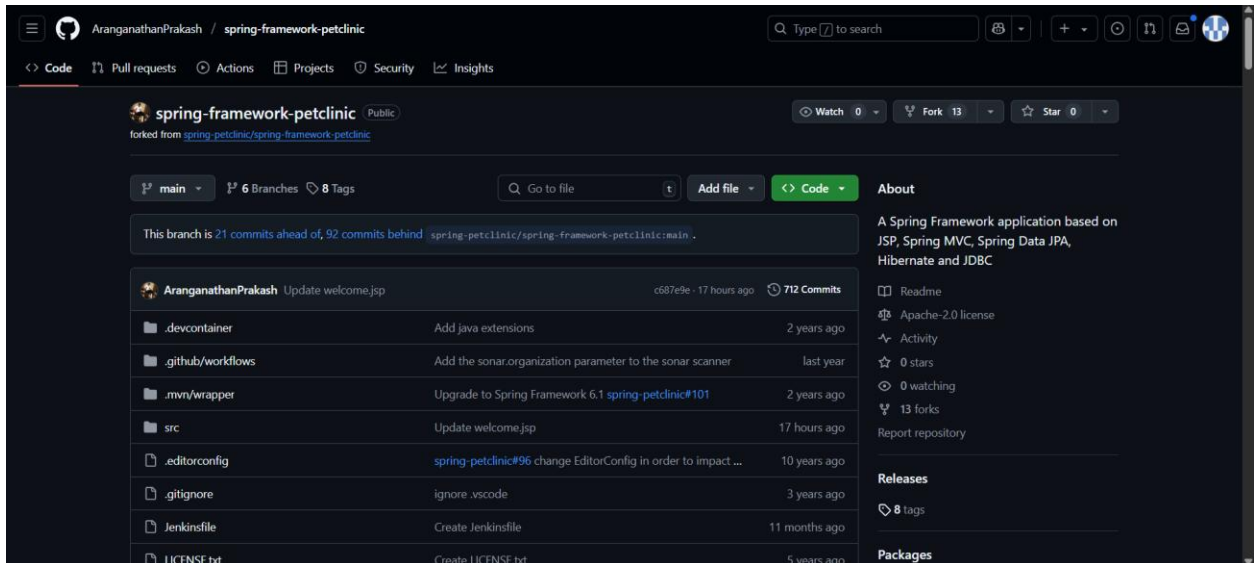 AranganathanPrakash / spring-framework-petclinic
Type / to search
Code Pull requests Actions Projects Security Insights
spring-framework-petclinic Public
Watch 0 Fork 13 Star 0
forked from spring-petclinic/spring-framework-petclinic
main 6 Branches 8 Tags Go to file t Add file Code
This branch is 21 commits ahead of, 92 commits behind spring-petclinic/spring-framework-petclinic:main .
AranganathanPrakash Update welcome.jsp c687e9e · 17 hours ago 712 Commits
.devcontainer Add java extensions 2 years ago
.github/workflows Add the sonar.organization parameter to the sonar scanner last year
.mvn/wrapper Upgrade to Spring Framework 6.1 spring-petclinic#101 2 years ago
src Update welcome.jsp 17 hours ago
.editorconfig spring-petclinic#96 change EditorConfig in order to impact ... 10 years ago
.gitignore ignore .vscode 3 years ago
Jenkinsfile Create Jenkinsfile 11 months ago
LICENSE.txt Create LICENSE.txt 5 years ago
About
A Spring Framework application based on
JSP, Spring MVC, Spring Data JPA,
Hibernate and JDBC
Readme
Apache-2.0 license
Activity
0 stars
0 watching
13 forks
Report repository
Releases
8 tags
Packages